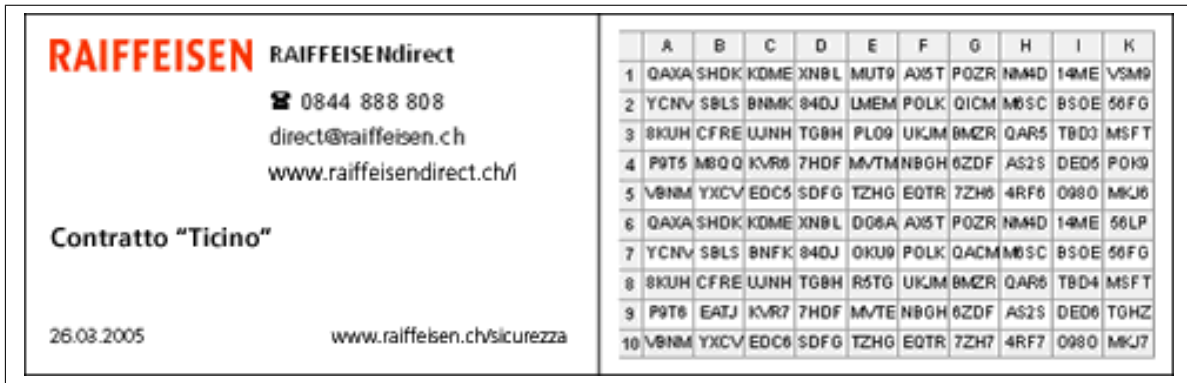 RAIFFEISEN RAIFFEISENdirect
☎ 0844 888 808
direct@raiffeisen.ch
www.raiffeisendirect.ch/i
Contratto “Ticino”
26.03.2005 www.raiffeisen.ch/sicurezza
A B C D E F G H I K
1 QAXA SHDK KDME XNBL MUT9 AX5T POZR NM4D 14ME VSM9
2 YCNV SBLS BNMK 84DJ LMEM POLK QICM M6SC BSOE 56FG
3 8KUH CFRE UJNH TGBH PLO9 UKJM BMZR QAR5 TBD3 MSFT
4 P9T5 M8QQ KVR6 7HDF MVTM NBGH 6ZDF AS2S DED5 POK9
5 VBNM YXCV EDC5 SDFG TZHG EQTR 7ZH6 4RF6 O98O MKJ6
6 QAXA SHDK KDME XNBL DG6A AX5T POZR NM4D 14ME 56LP
7 YCNV SBLS BNFK 84DJ OKU9 POLK QACM M6SC BSOE 56FG
8 8KUH CFRE UJNH TGBH R5TG UKJM BMZR QAR6 TBD4 MSFT
9 P9T6 EATJ KVR7 7HDF MVTE NBGH 6ZDF AS2S DED6 TGHZ
10 VBNM YXCV EDC6 SDFG TZHG EQTR 7ZH7 4RF7 O98O MKJ7